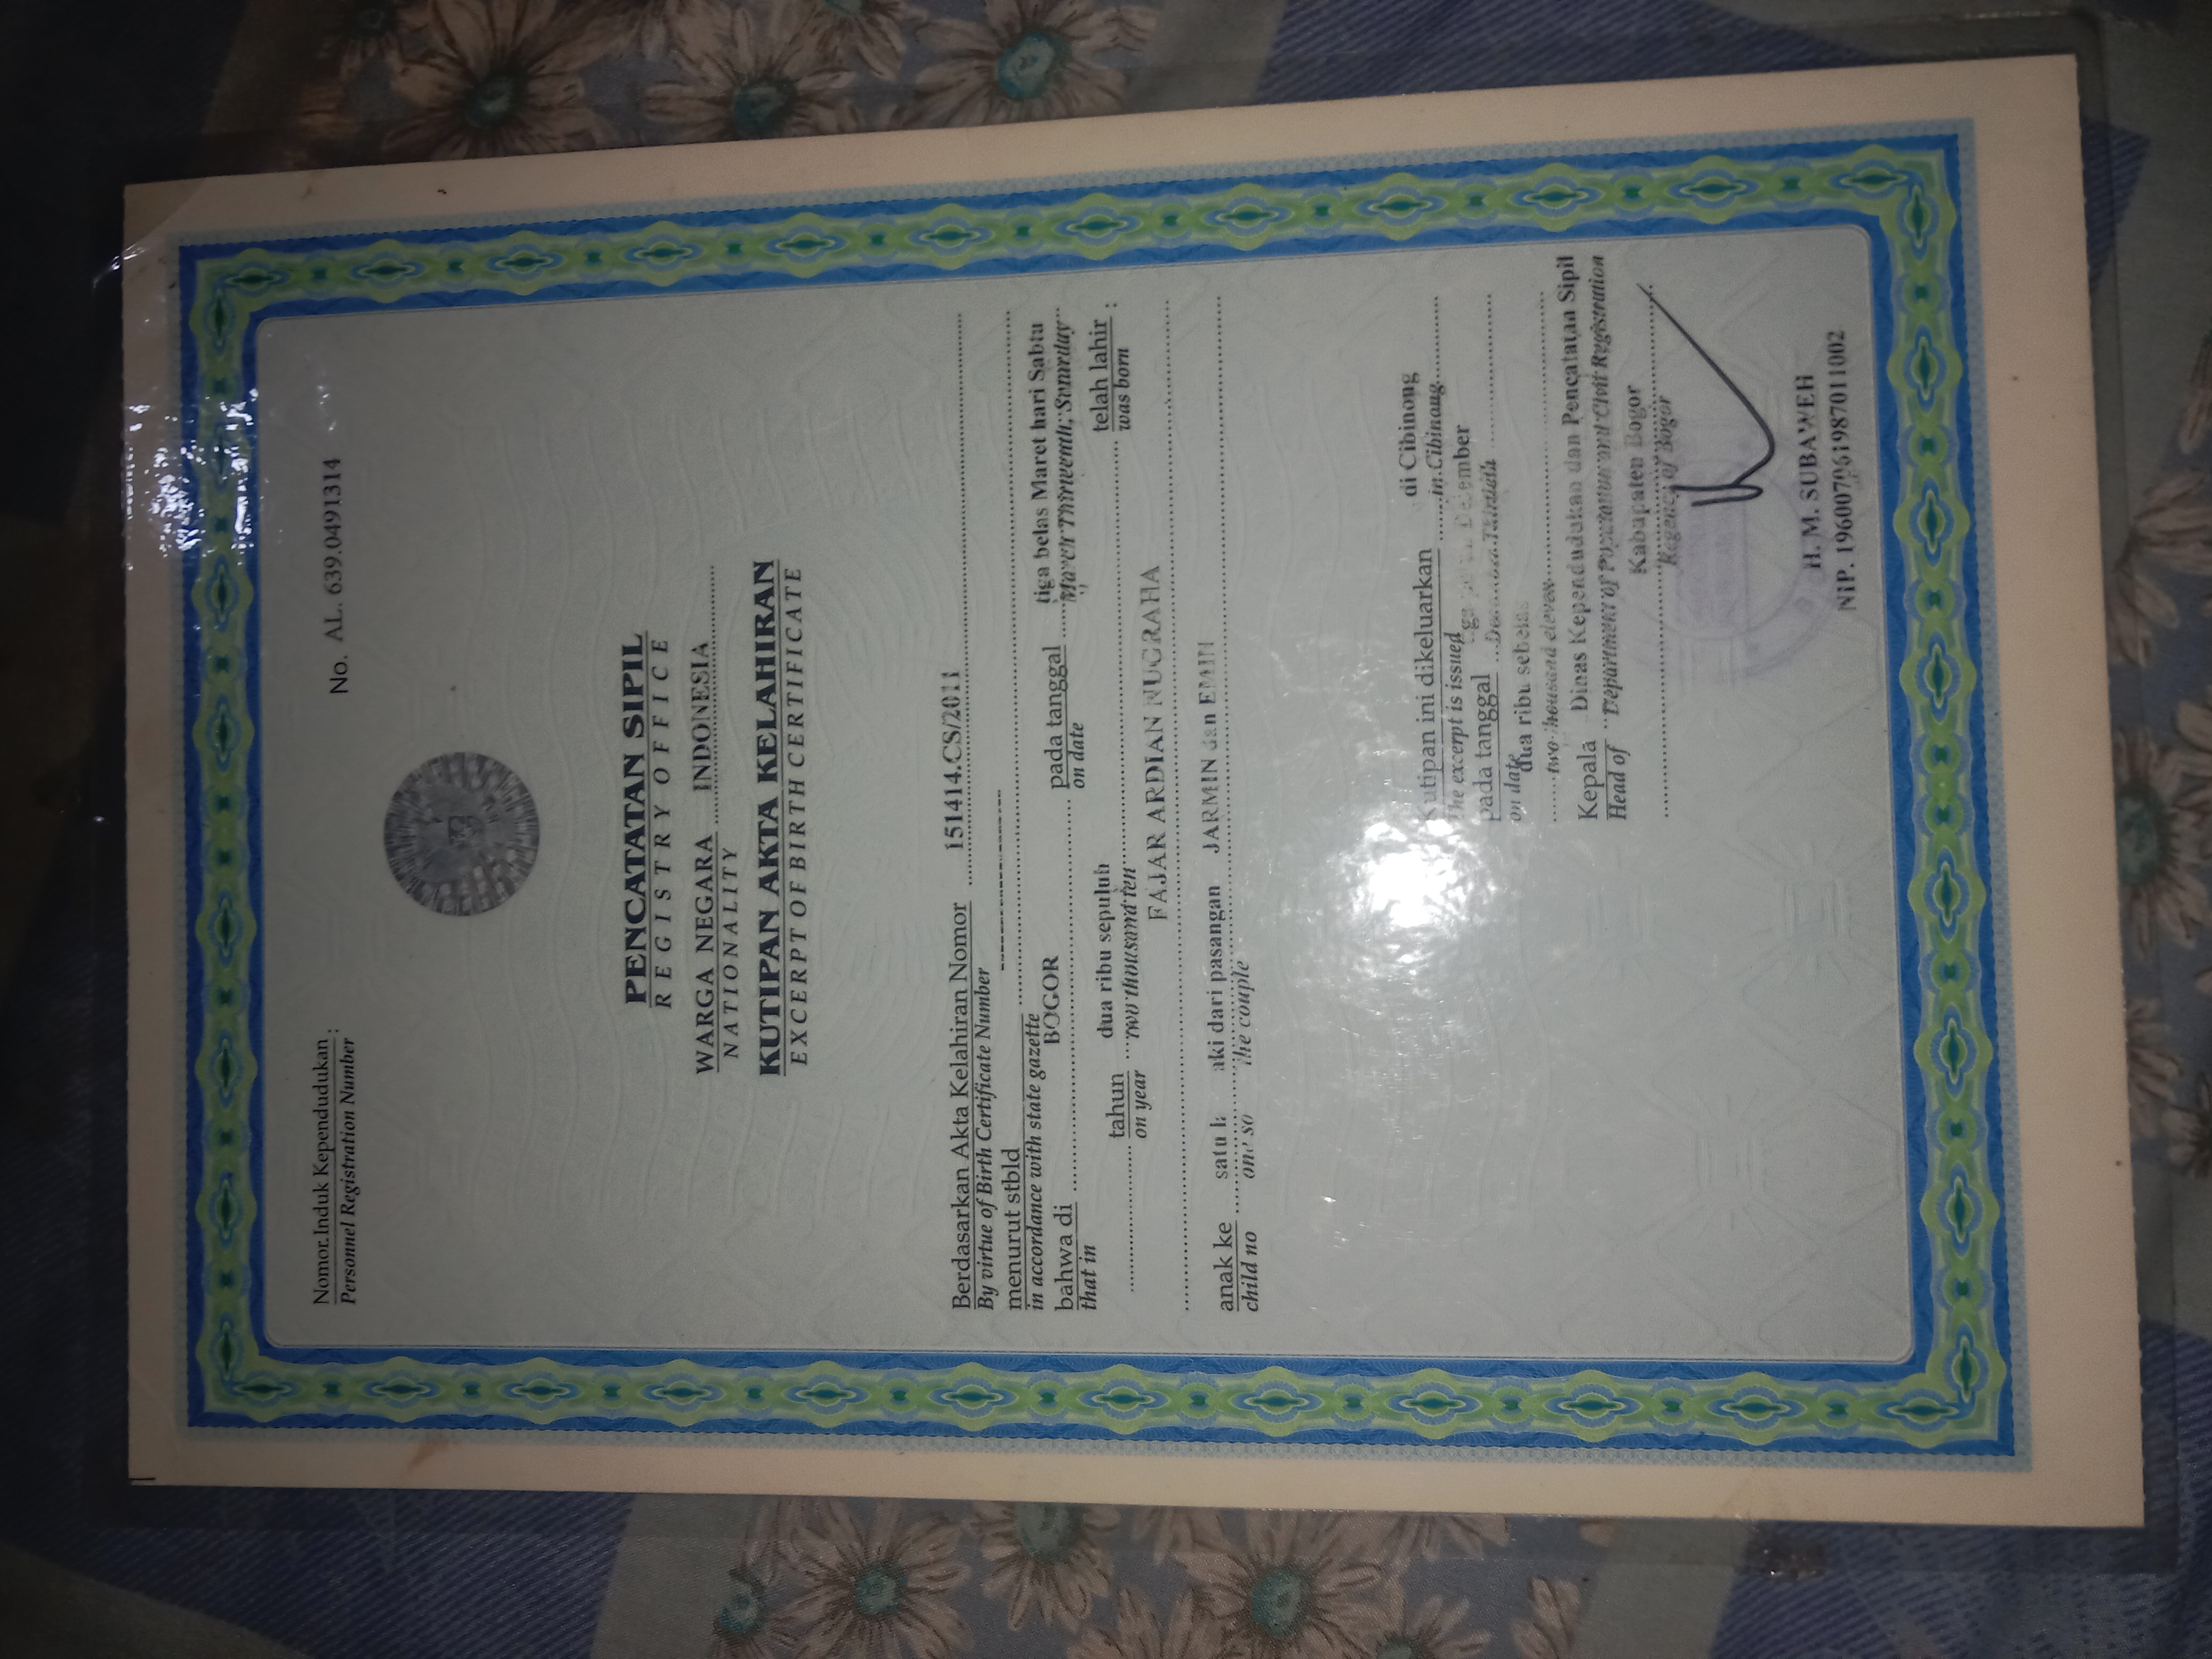 Nomor Induk Kependudukan :
Personnel Registration Number
No. AL. 639.0491314
PENCATATAN SIPIL
REGISTRY OFFICE
WARGA NEGARA INDONESIA
NATIONALITY
KUTIPAN AKTA KELAHIRAN
EXCERPT OF BIRTH CERTIFICATE
Berdasarkan Akta Kelahiran Nomor 151414.CS/2011
By virtue of Birth Certificate Number
menurut stbld
in accordance with state gazette
bahwa di BOGOR pada tanggal tiga belas Maret hari Sabtu
that in on date March Thirteenth, Saturday
tahun dua ribu sepuluh telah lahir :
on year two thousand ten was born
FAJAR ARDIAN NUGRAHA
anak ke satu dari pasangan JARMIN dan EMIN
child no one the couple
Kutipan ini dikeluarkan di Cibinong
The excerpt is issued in Cibinong
pada tanggal Desember
on date
dua ribu sebelas
two thousand eleven
Kepala Dinas Kependudukan dan Pencatatan Sipil
Head of Department of Population and Civil Registration
Kabupaten Bogor
Regency of Bogor
H. M. SUBAWEH